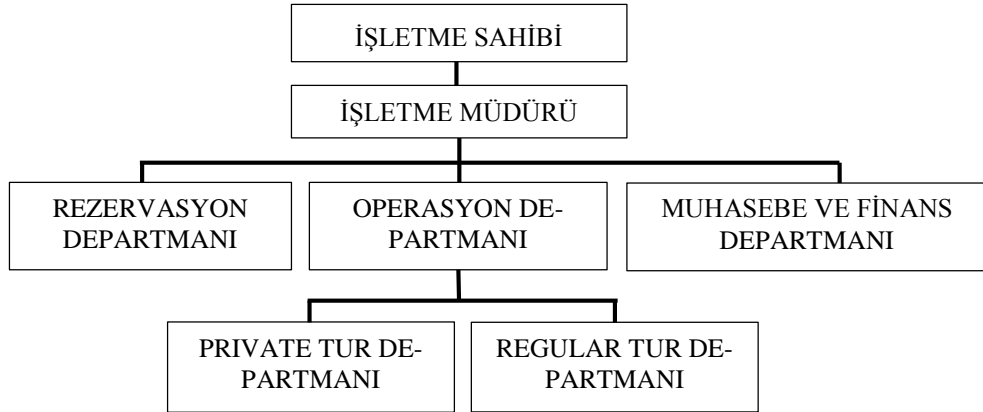 İŞLETME SAHİBİ
İŞLETME MÜDÜRÜ
REZERVASYON
DEPARTMANI
OPERASYON DE-
PARTMANI
MUHASEBE VE FİNANS
DEPARTMANI
PRIVATE TUR DE-
PARTMANI
REGULAR TUR DE-
PARTMANI